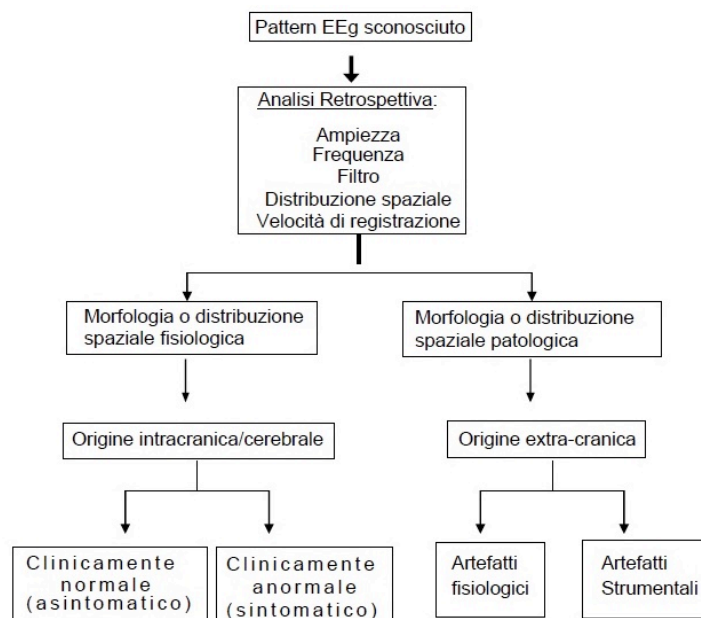 Pattern EEg sconosciuto
Analisi Retrospettiva:
Ampiezza
Frequenza
Filtro
Distribuzione spaziale
Velocità di registrazione
Morfologia o distribuzione
spaziale fisiologica
Morfologia o distribuzione
spaziale patologica
Origine intracranica/cerebrale
Origine extra-cranica
Clinicamente
normale
(asintomatico)
Clinicamente
anormale
(sintomatico)
Artefatti
fisiologici
Artefatti
Strumentali